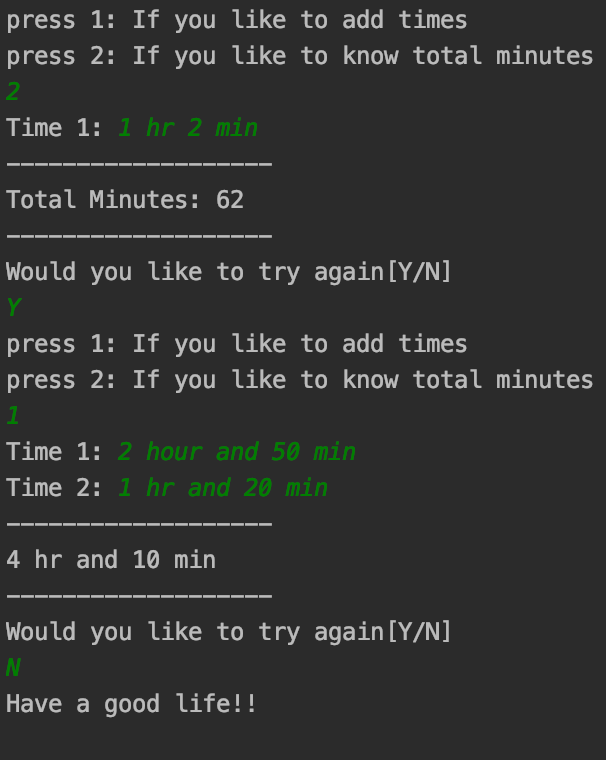 press 1: If you like to add times
press 2: If you like to know total minutes
2
Time 1: 1 hr 2 min
-------------------
Total Minutes: 62
-------------------
Would you like to try again[Y/N]
Y
press 1: If you like to add times
press 2: If you like to know total minutes
1
Time 1: 2 hour and 50 min
Time 2: 1 hr and 20 min
-------------------
4 hr and 10 min
-------------------
Would you like to try again[Y/N]
N
Have a good life!!